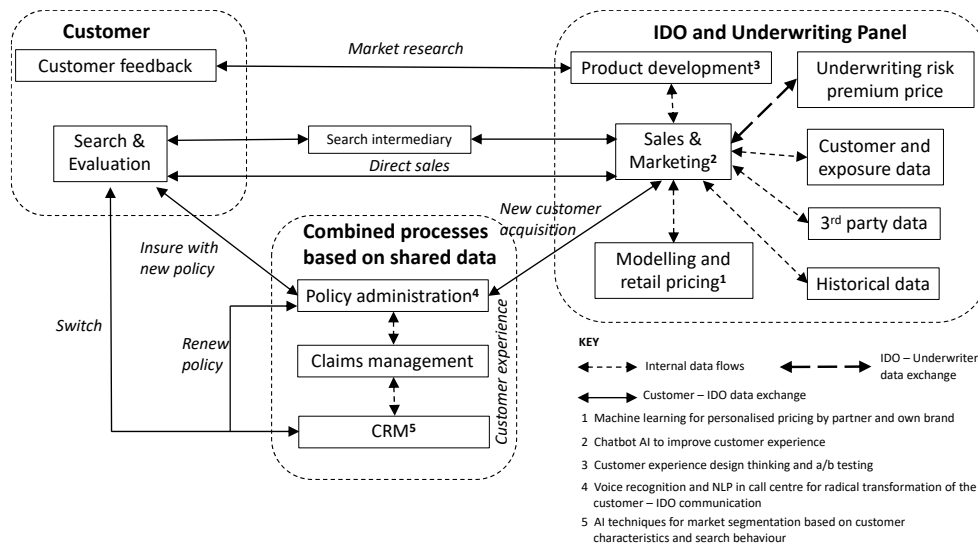 Customer
IDO and Underwriting Panel
Customer feedback
Market research
Product development³
Underwriting risk
premium price
Search &
Evaluation
Search intermediary
Sales &
Marketing²
Direct sales
Customer and
exposure data
New customer
acquisition
3rd party data
Insure with
new policy
Combined processes
based on shared data
Modelling and
retail pricing¹
Historical data
Policy administration⁴
Switch
Renew
policy
Claims management
Customer experience
CRM⁵
KEY
Internal data flows
IDO – Underwriter
data exchange
Customer – IDO data exchange
1 Machine learning for personalised pricing by partner and own brand
2 Chatbot AI to improve customer experience
3 Customer experience design thinking and a/b testing
4 Voice recognition and NLP in call centre for radical transformation of the
customer – IDO communication
5 AI techniques for market segmentation based on customer
characteristics and search behaviour